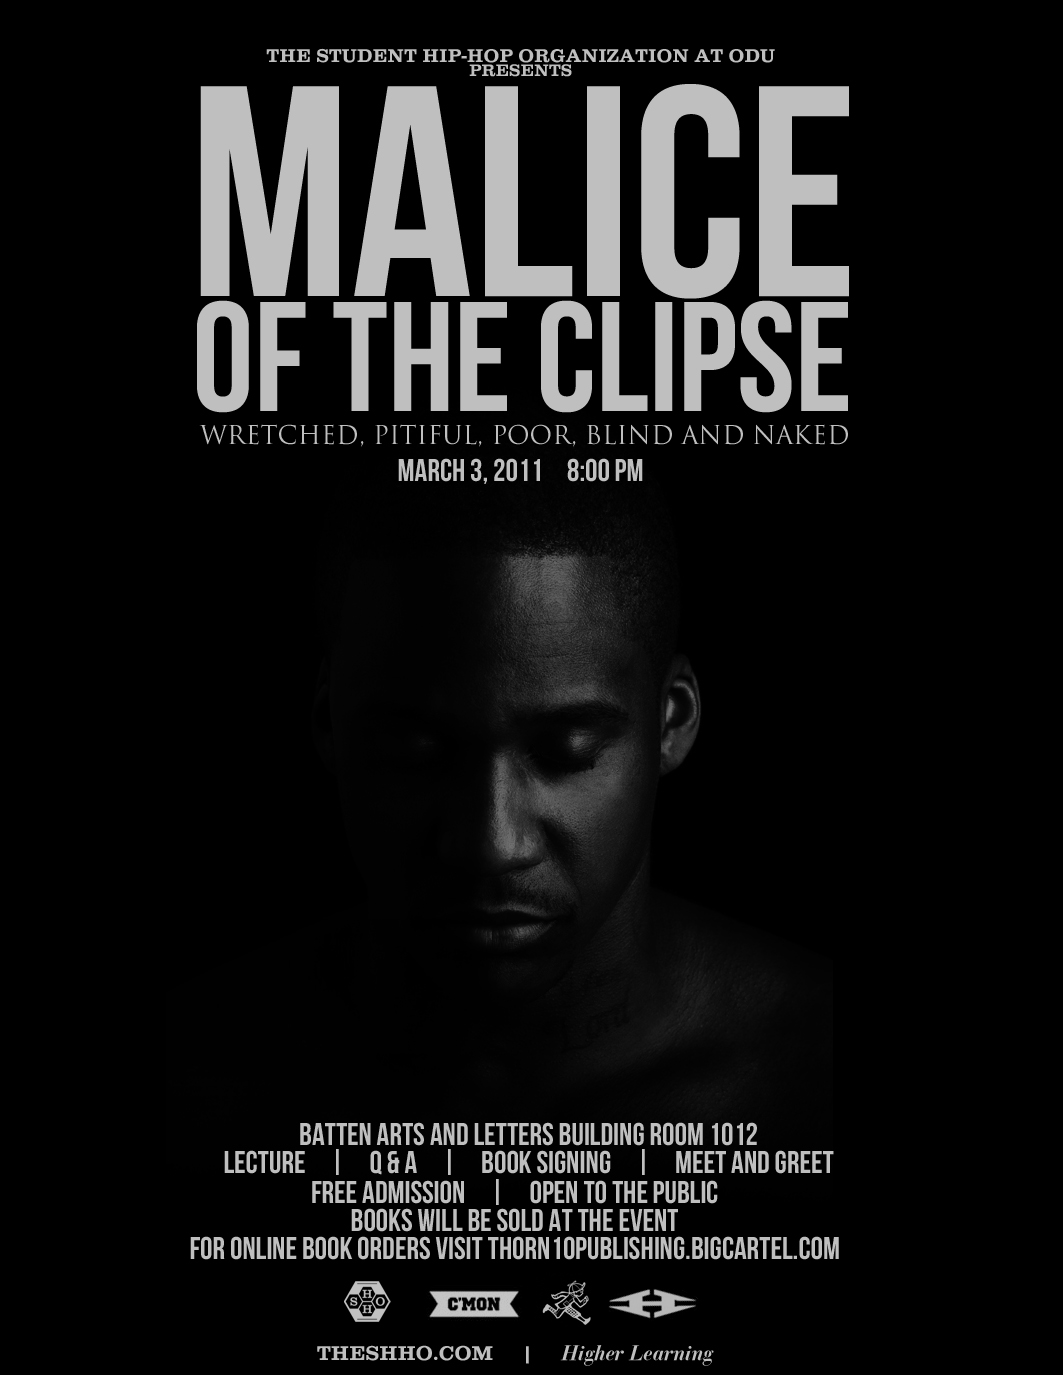 THE STUDENT HIP-HOP ORGANIZATION AT ODU
PRESENTS
MALICE
OF THE CLIPSE
WRETCHED, PITIFUL, POOR, BLIND AND NAKED
MARCH 3, 2011 8:00 PM
Lord
BATTEN ARTS AND LETTERS BUILDING ROOM 1012
LECTURE | Q & A | BOOK SIGNING | MEET AND GREET
FREE ADMISSION | OPEN TO THE PUBLIC
BOOKS WILL BE SOLD AT THE EVENT
FOR ONLINE BOOK ORDERS VISIT THORN10PUBLISHING.BIGCARTEL.COM
SHHO C'MON
THESHHO.COM | Higher Learning